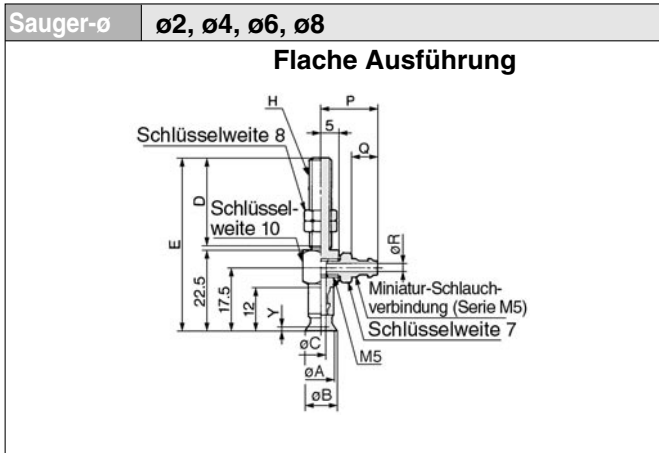 Sauger-ø ø2, ø4, ø6, ø8
Flache Ausführung
H
P
5
Schlüsselweite 8
Q
D
E
Schlüssel-
weite 10
øR
22.5
17.5
12
Y
Miniatur-Schlauch-
verbindung (Serie M5)
Schlüsselweite 7
øC
M5
øA
øB